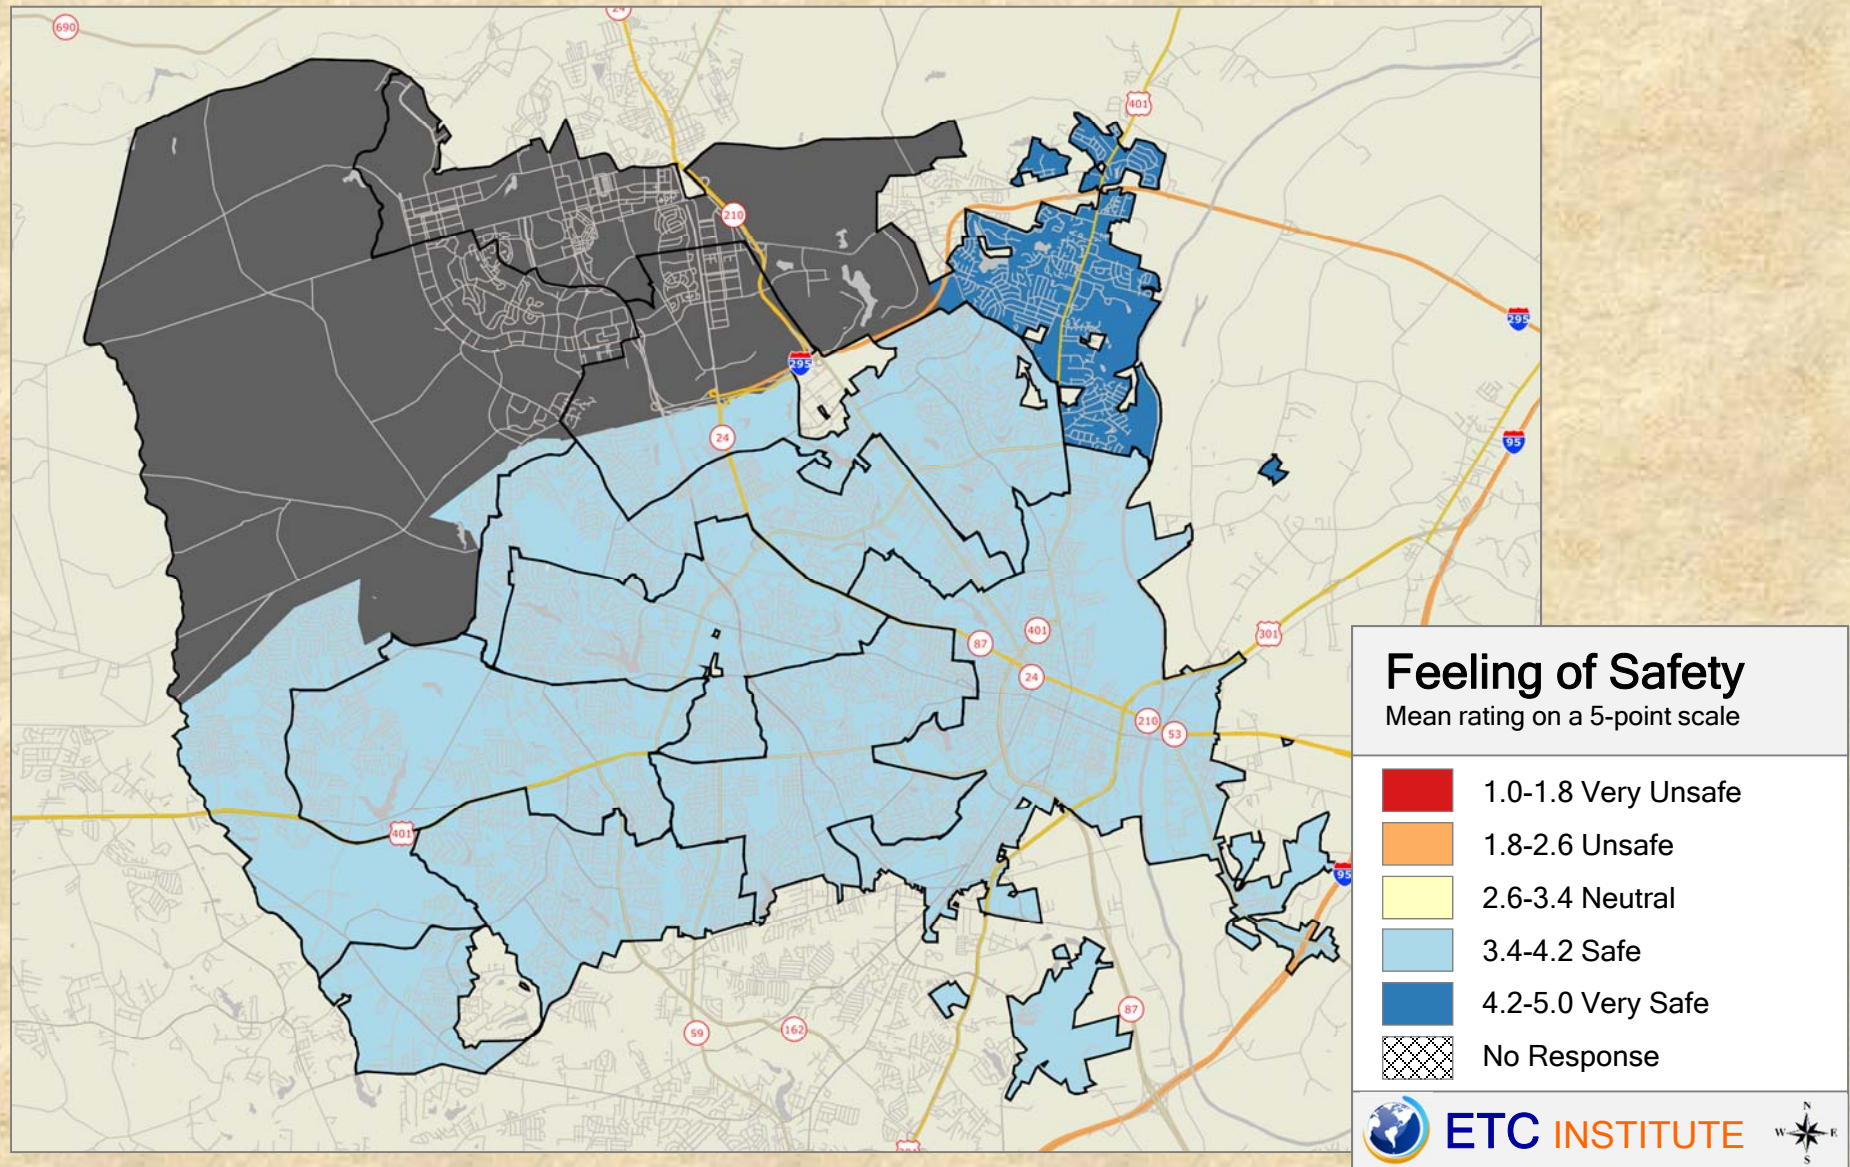 24
690
401
210
295
295
24
95
401
87
301
24
210
53
401
95
87
59
162
Feeling of Safety
Mean rating on a 5-point scale
1.0-1.8 Very Unsafe
1.8-2.6 Unsafe
2.6-3.4 Neutral
3.4-4.2 Safe
4.2-5.0 Very Safe
No Response
ETC INSTITUTE
N
W E
S